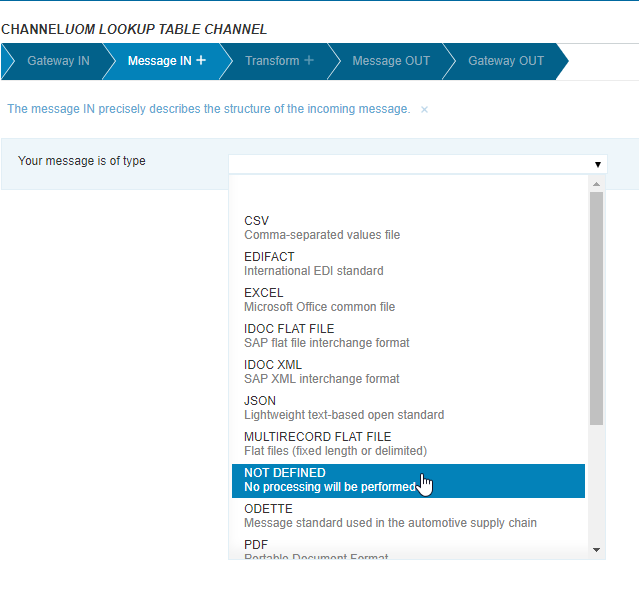 CHANNELUOM LOOKUP TABLE CHANNEL
Gateway IN
Message IN +
Transform +
Message OUT
Gateway OUT
The message IN precisely describes the structure of the incoming message. ×
Your message is of type
CSV
Comma-separated values file
EDIFACT
International EDI standard
EXCEL
Microsoft Office common file
IDOC FLAT FILE
SAP flat file interchange format
IDOC XML
SAP XML interchange format
JSON
Lightweight text-based open standard
MULTIRECORD FLAT FILE
Flat files (fixed length or delimited)
NOT DEFINED
No processing will be performed
ODETTE
Message standard used in the automotive supply chain
PDF
Portable Document Format